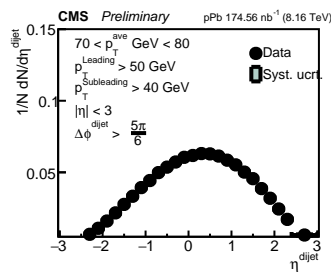 CMS Preliminary pPb 174.56 nb⁻¹ (8.16 TeV)
1/N dN/dη^dijet
0.15
0.1
0.05
70 < p_T^ave GeV < 80
p_T^Leading > 50 GeV
p_T^Subleading > 40 GeV
|η| < 3
Δϕ^dijet > 5π/6
Data
Syst. ucrt.
−3 −2 −1 0 1 2 3
η^dijet